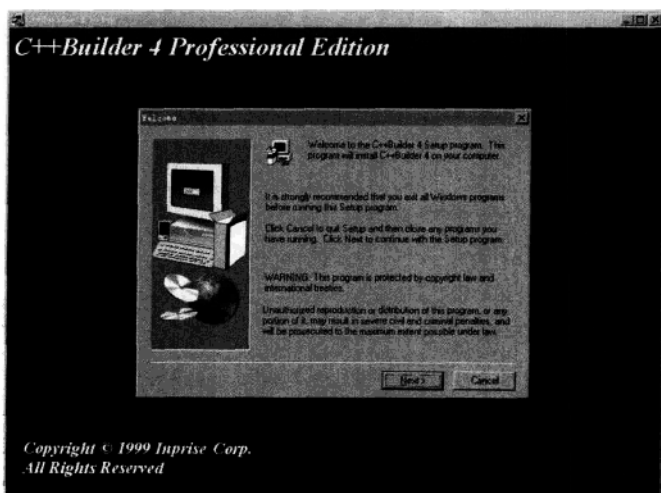 C++Builder 4 Professional Edition
Welcome
Welcome to the C++Builder 4 Setup program. This
program will install C++Builder 4 on your computer.
It is strongly recommended that you exit all Windows programs
before running this Setup program.
Click Cancel to quit Setup and then close any programs you
have running. Click Next to continue with the Setup program.
WARNING: This program is protected by copyright law and
international treaties.
Unauthorized reproduction or distribution of this program, or any
portion of it, may result in severe civil and criminal penalties, and
will be prosecuted to the maximum extent possible under law.
Next >
Cancel
Copyright © 1999 Inprise Corp.
All Rights Reserved